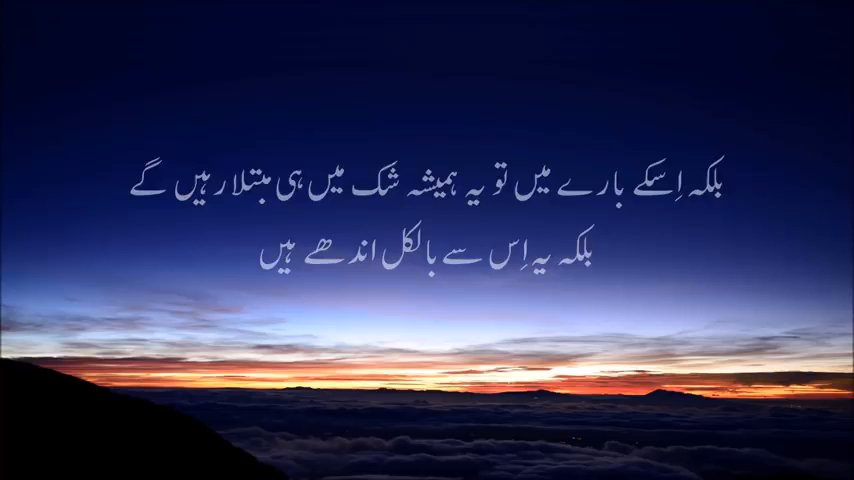 بلکہ اِسکے بارے میں تو یہ ہمیشہ شک میں ہی مبتلا رہیں گے
بلکہ یہ اِس سے بالکل اندھے ہیں